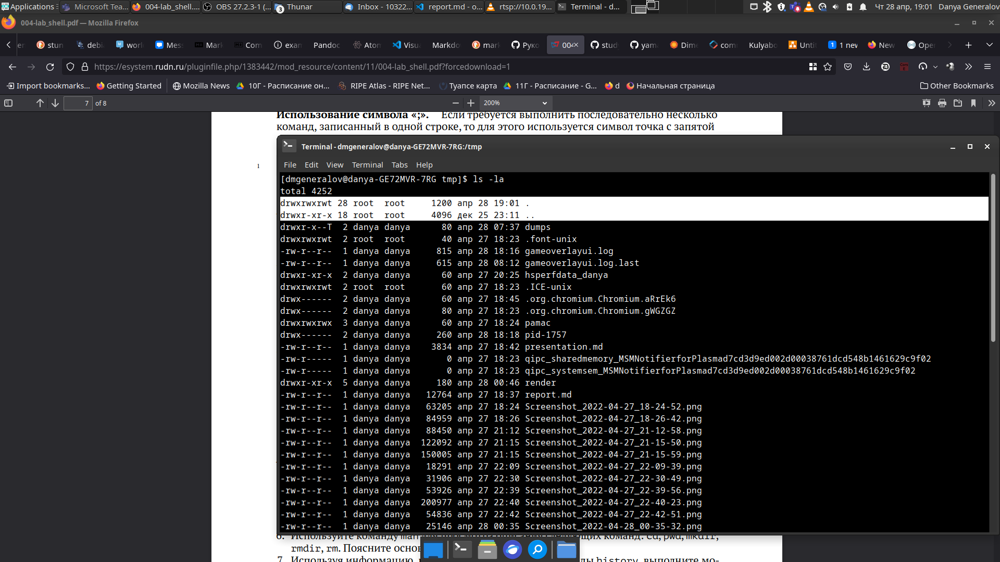 Applications
Microsoft Tea...
004-lab_shell....
OBS 27.2.3-1 (...
3 Thunar
Inbox - 10322...
report.md - o...
rtsp://10.0.19...
Terminal - d...
Чт 28 апр, 19:01
Danya Generalov
004-lab_shell.pdf — Mozilla Firefox
stun
debi
worl
Mess
Mar
Com
exan
Pandoc
Aton
Visu
Markdo
mar
Руко
004
stud
yam
Dime
com
Kulyabo
Unti
1 nev
New
Ope
https://esystem.rudn.ru/pluginfile.php/1383442/mod_resource/content/11/004-lab_shell.pdf?forcedownload=1
Import bookmarks...
Getting Started
Mozilla News
10Г - Расписание он...
RIPE Atlas - RIPE Net...
Туапсе карта
11Г - Расписание - G...
d
Начальная страница
Other Bookmarks
7 of 8
200%
Использование символа «;». Если требуется выполнить последовательно несколько
команд, записанный в одной строке, то для этого используется символ точка с запятой
1
Terminal - dmgeneralov@danya-GE72MVR-7RG:/tmp
File Edit View Terminal Tabs Help
[dmgeneralov@danya-GE72MVR-7RG tmp]$ ls -la
total 4252
drwxrwxrwt 28 root  root     1200 апр 28 19:01 .
drwxr-xr-x 18 root  root     4096 дек 25 23:11 ..
drwxr-x--T  2 danya danya      80 апр 28 07:37 dumps
drwxrwxrwt  2 root  root       40 апр 27 18:23 .font-unix
-rw-r--r--  1 danya danya     815 апр 28 18:16 gameoverlayui.log
-rw-r--r--  1 danya danya     615 апр 28 08:12 gameoverlayui.log.last
drwxr-xr-x  2 danya danya      60 апр 27 20:25 hsperfdata_danya
drwxrwxrwt  2 root  root       60 апр 27 18:23 .ICE-unix
drwx------  2 danya danya      60 апр 27 18:45 .org.chromium.Chromium.aRrEk6
drwx------  2 danya danya      80 апр 27 18:23 .org.chromium.Chromium.gWGZGZ
drwxrwxrwx  3 danya danya      60 апр 27 18:24 pamac
drwx------  2 danya danya     260 апр 28 18:18 pid-1757
-rw-r--r--  1 danya danya    3834 апр 27 18:42 presentation.md
-rw-r-----  1 danya danya       0 апр 27 18:23 qipc_sharedmemory_MSMNotifierforPlasmad7cd3d9ed002d00038761dcd548b1461629c9f02
-rw-r-----  1 danya danya       0 апр 27 18:23 qipc_systemsem_MSMNotifierforPlasmad7cd3d9ed002d00038761dcd548b1461629c9f02
drwxr-xr-x  5 danya danya     180 апр 28 00:46 render
-rw-r--r--  1 danya danya   12764 апр 27 18:37 report.md
-rw-r--r--  1 danya danya   63205 апр 27 18:24 Screenshot_2022-04-27_18-24-52.png
-rw-r--r--  1 danya danya   84959 апр 27 18:26 Screenshot_2022-04-27_18-26-42.png
-rw-r--r--  1 danya danya   88450 апр 27 21:12 Screenshot_2022-04-27_21-12-58.png
-rw-r--r--  1 danya danya  122092 апр 27 21:15 Screenshot_2022-04-27_21-15-50.png
-rw-r--r--  1 danya danya  150005 апр 27 21:15 Screenshot_2022-04-27_21-15-59.png
-rw-r--r--  1 danya danya   18291 апр 27 22:09 Screenshot_2022-04-27_22-09-39.png
-rw-r--r--  1 danya danya   31906 апр 27 22:30 Screenshot_2022-04-27_22-30-49.png
-rw-r--r--  1 danya danya   53926 апр 27 22:39 Screenshot_2022-04-27_22-39-56.png
-rw-r--r--  1 danya danya  200977 апр 27 22:40 Screenshot_2022-04-27_22-40-23.png
-rw-r--r--  1 danya danya   54836 апр 27 22:42 Screenshot_2022-04-27_22-42-51.png
-rw-r--r--  1 danya danya   25146 апр 28 00:35 Screenshot_2022-04-28_00-35-32.png
6. Используйте команду man команд: cd, pwd, mkdir,
rmdir, rm. Поясните осно
7. Используя информацию, history, выполните мо-